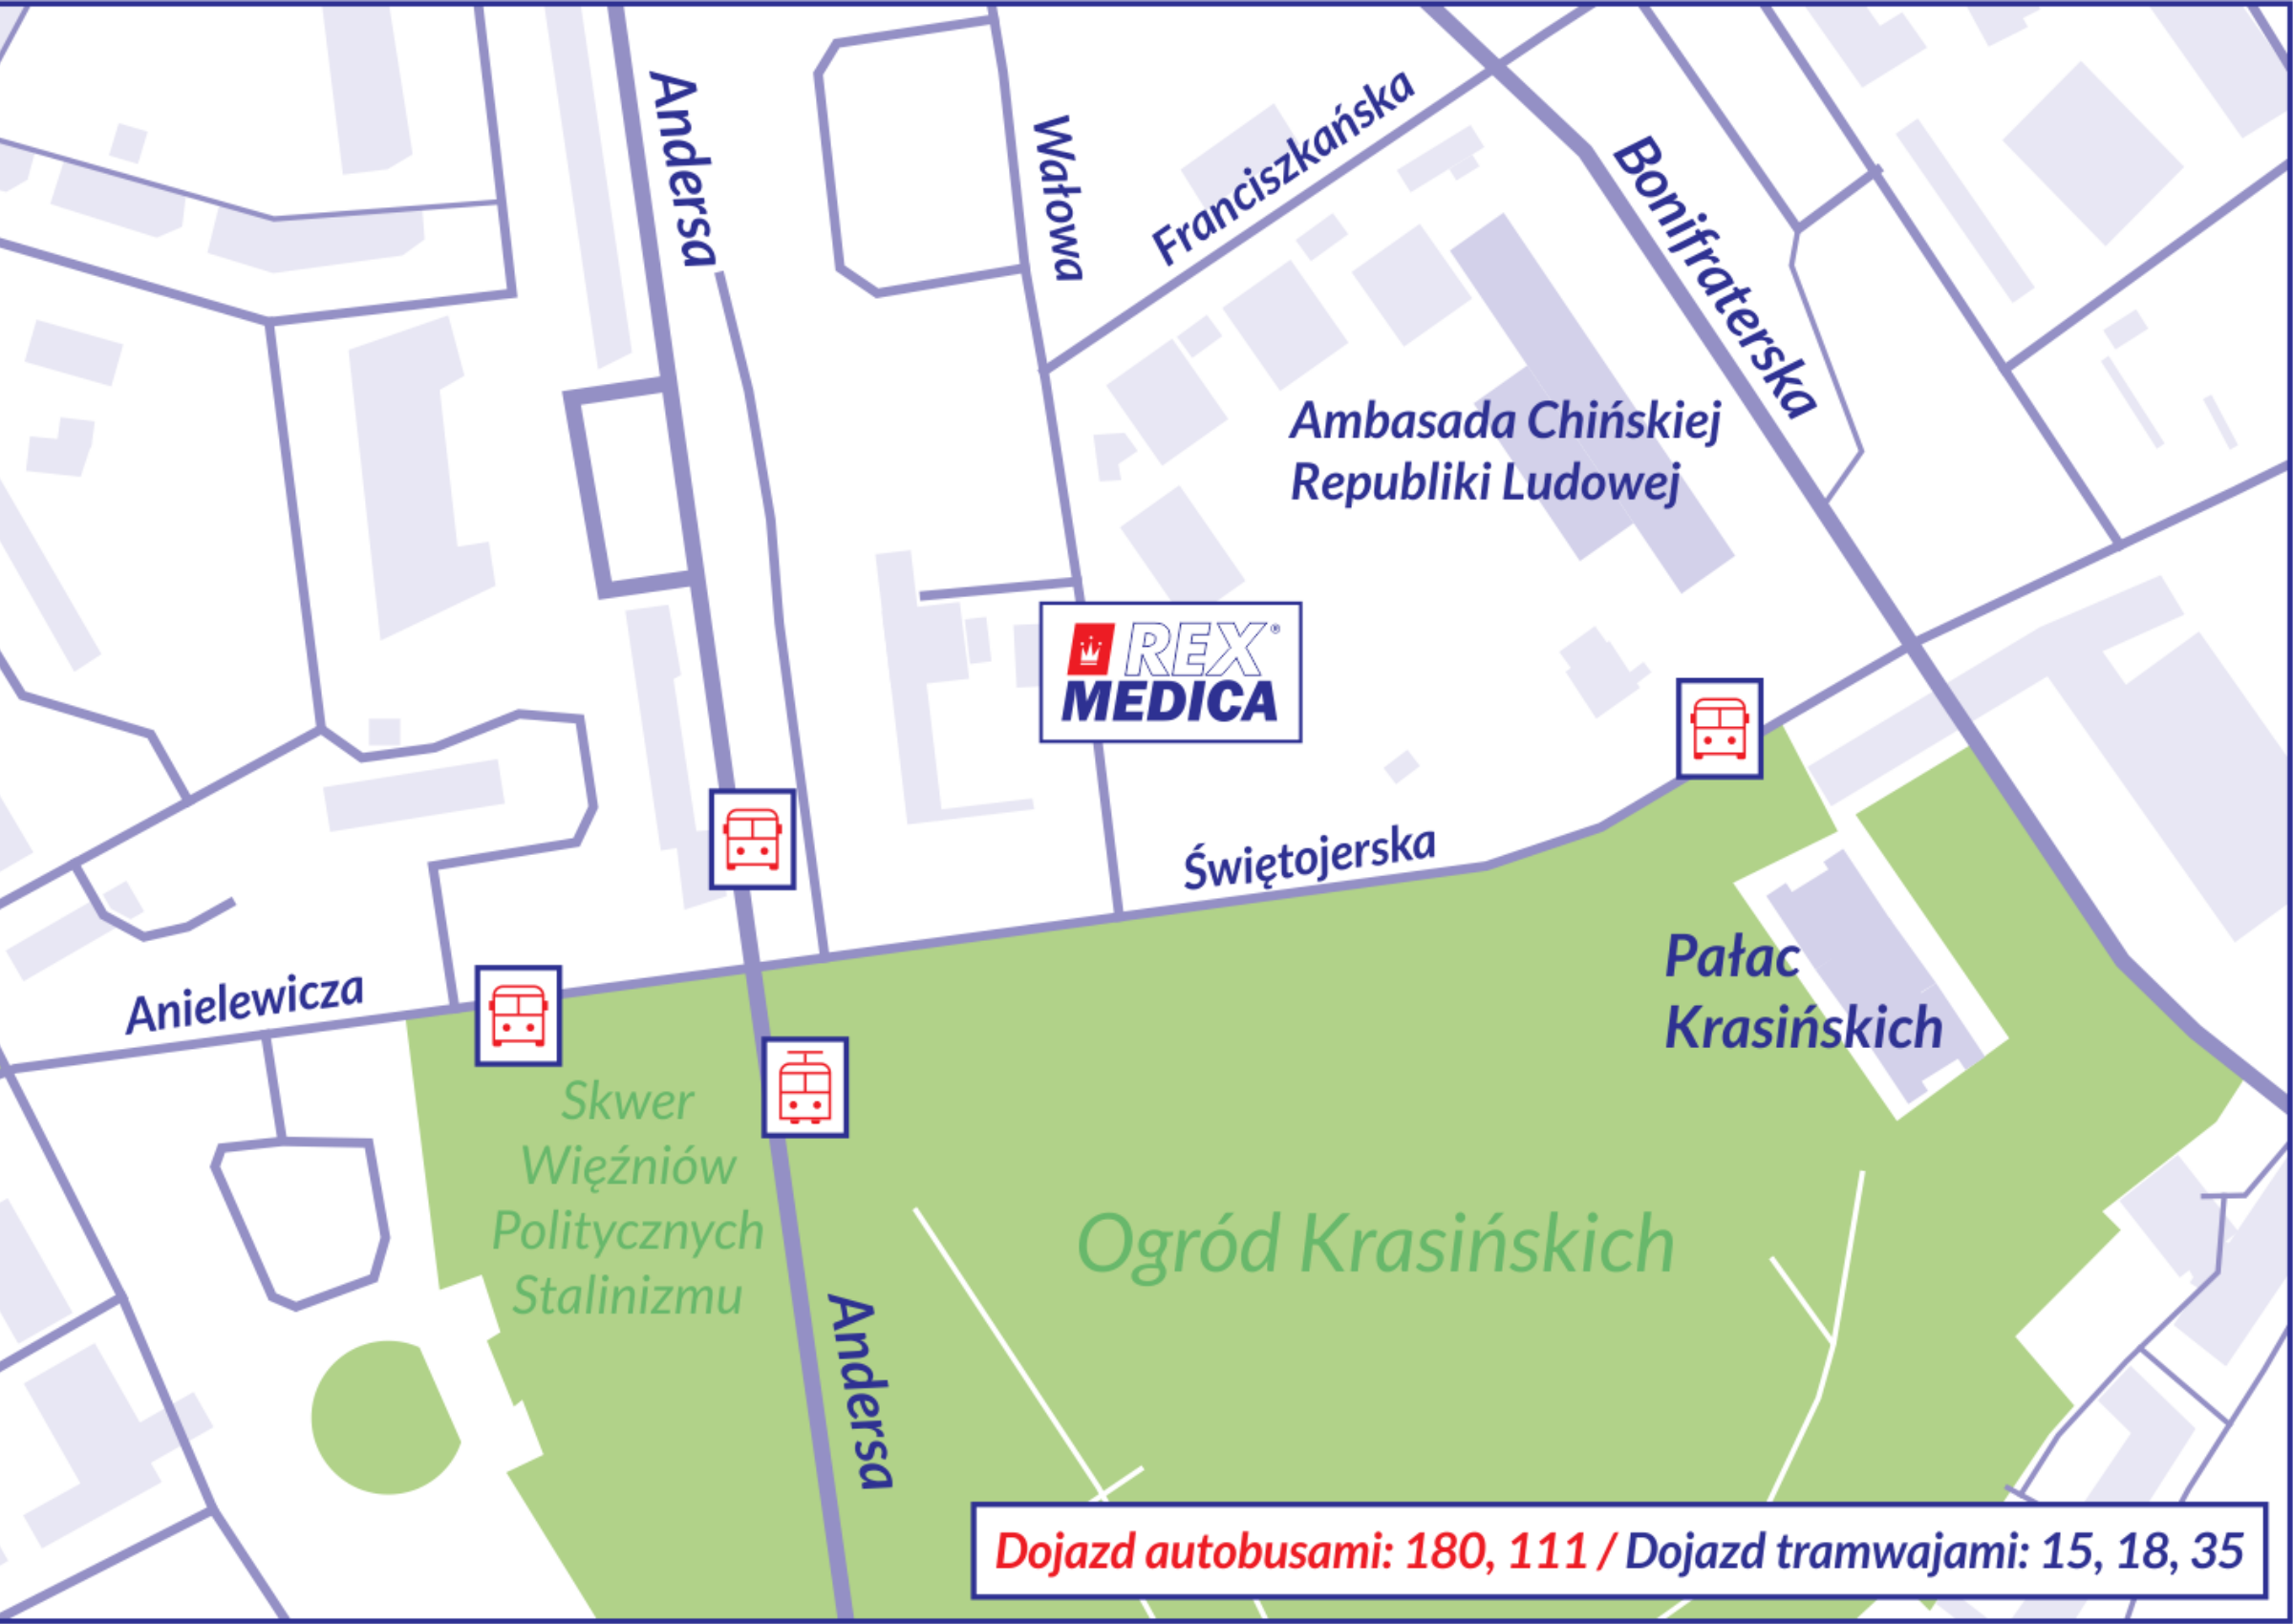 Andersa
Wałowa
Franciszkańska
Bonifraterska
Ambasada Chińskiej
Republiki Ludowej
REX®
MEDICA
Świętojerska
Pałac
Krasińskich
Anielewicza
Skwer
Więźniów
Politycznych
Stalinizmu
Ogród Krasińskich
Andersa
Dojazd autobusami: 180, 111 / Dojazd tramwajami: 15, 18, 35